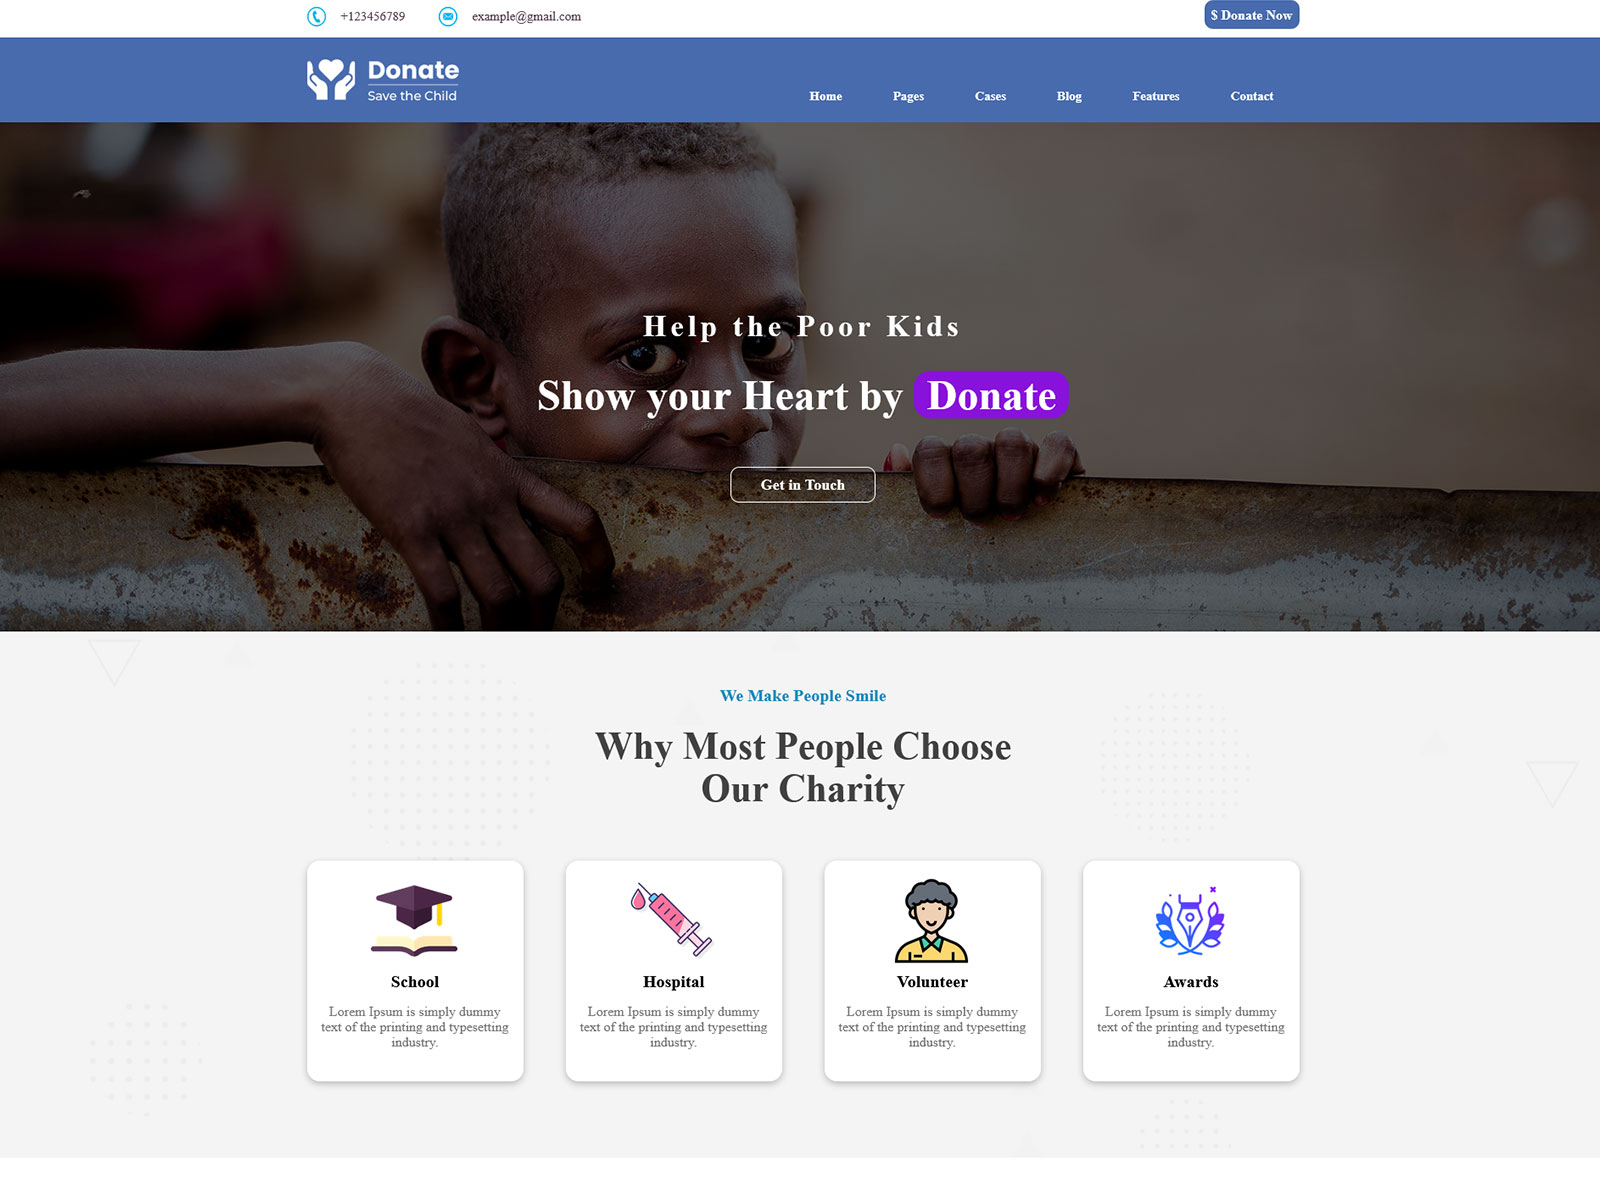 +123456789
example@gmail.com
$ Donate Now
Donate
Save the Child
Home
Pages
Cases
Blog
Features
Contact
Help the Poor Kids
Show your Heart by Donate
Get in Touch
We Make People Smile
Why Most People Choose
Our Charity
School
Lorem Ipsum is simply dummy
text of the printing and typesetting
industry.
Hospital
Lorem Ipsum is simply dummy
text of the printing and typesetting
industry.
Volunteer
Lorem Ipsum is simply dummy
text of the printing and typesetting
industry.
Awards
Lorem Ipsum is simply dummy
text of the printing and typesetting
industry.